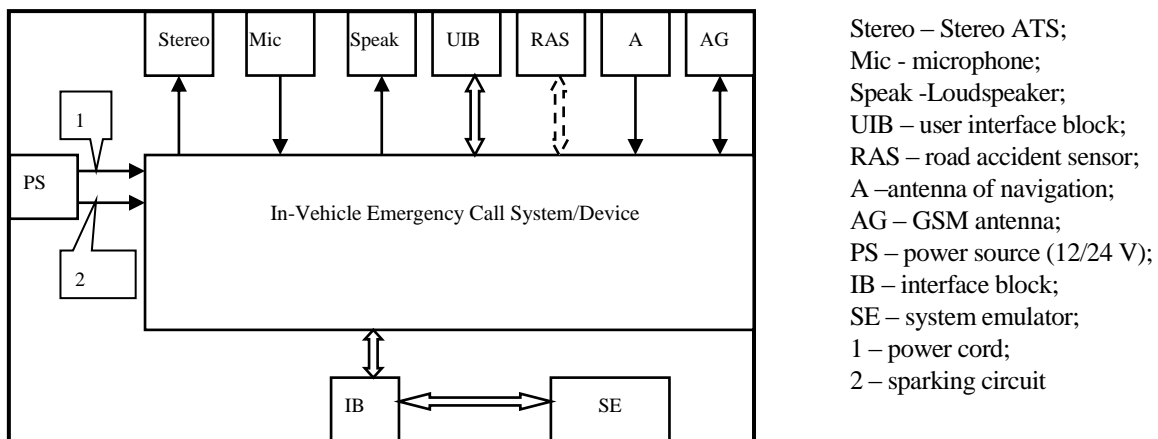 Stereo Mic Speak UIB RAS A AG
1
PS
In-Vehicle Emergency Call System/Device
2
IB SE
Stereo – Stereo ATS;
Mic - microphone;
Speak -Loudspeaker;
UIB – user interface block;
RAS – road accident sensor;
A –antenna of navigation;
AG – GSM antenna;
PS – power source (12/24 V);
IB – interface block;
SE – system emulator;
1 – power cord;
2 – sparking circuit